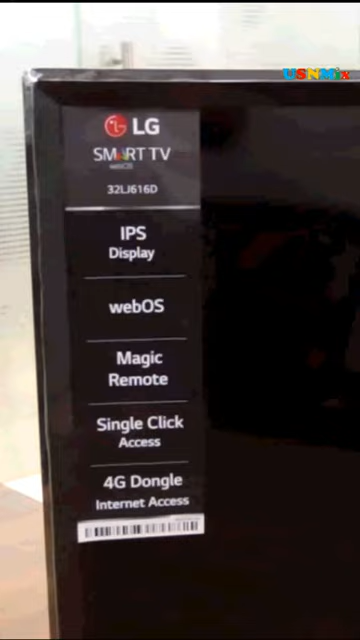 USNMix
LG
SMART TV
webOS
32LJ616D
IPS
Display
webOS
Magic
Remote
Single Click
Access
4G Dongle
Internet Access